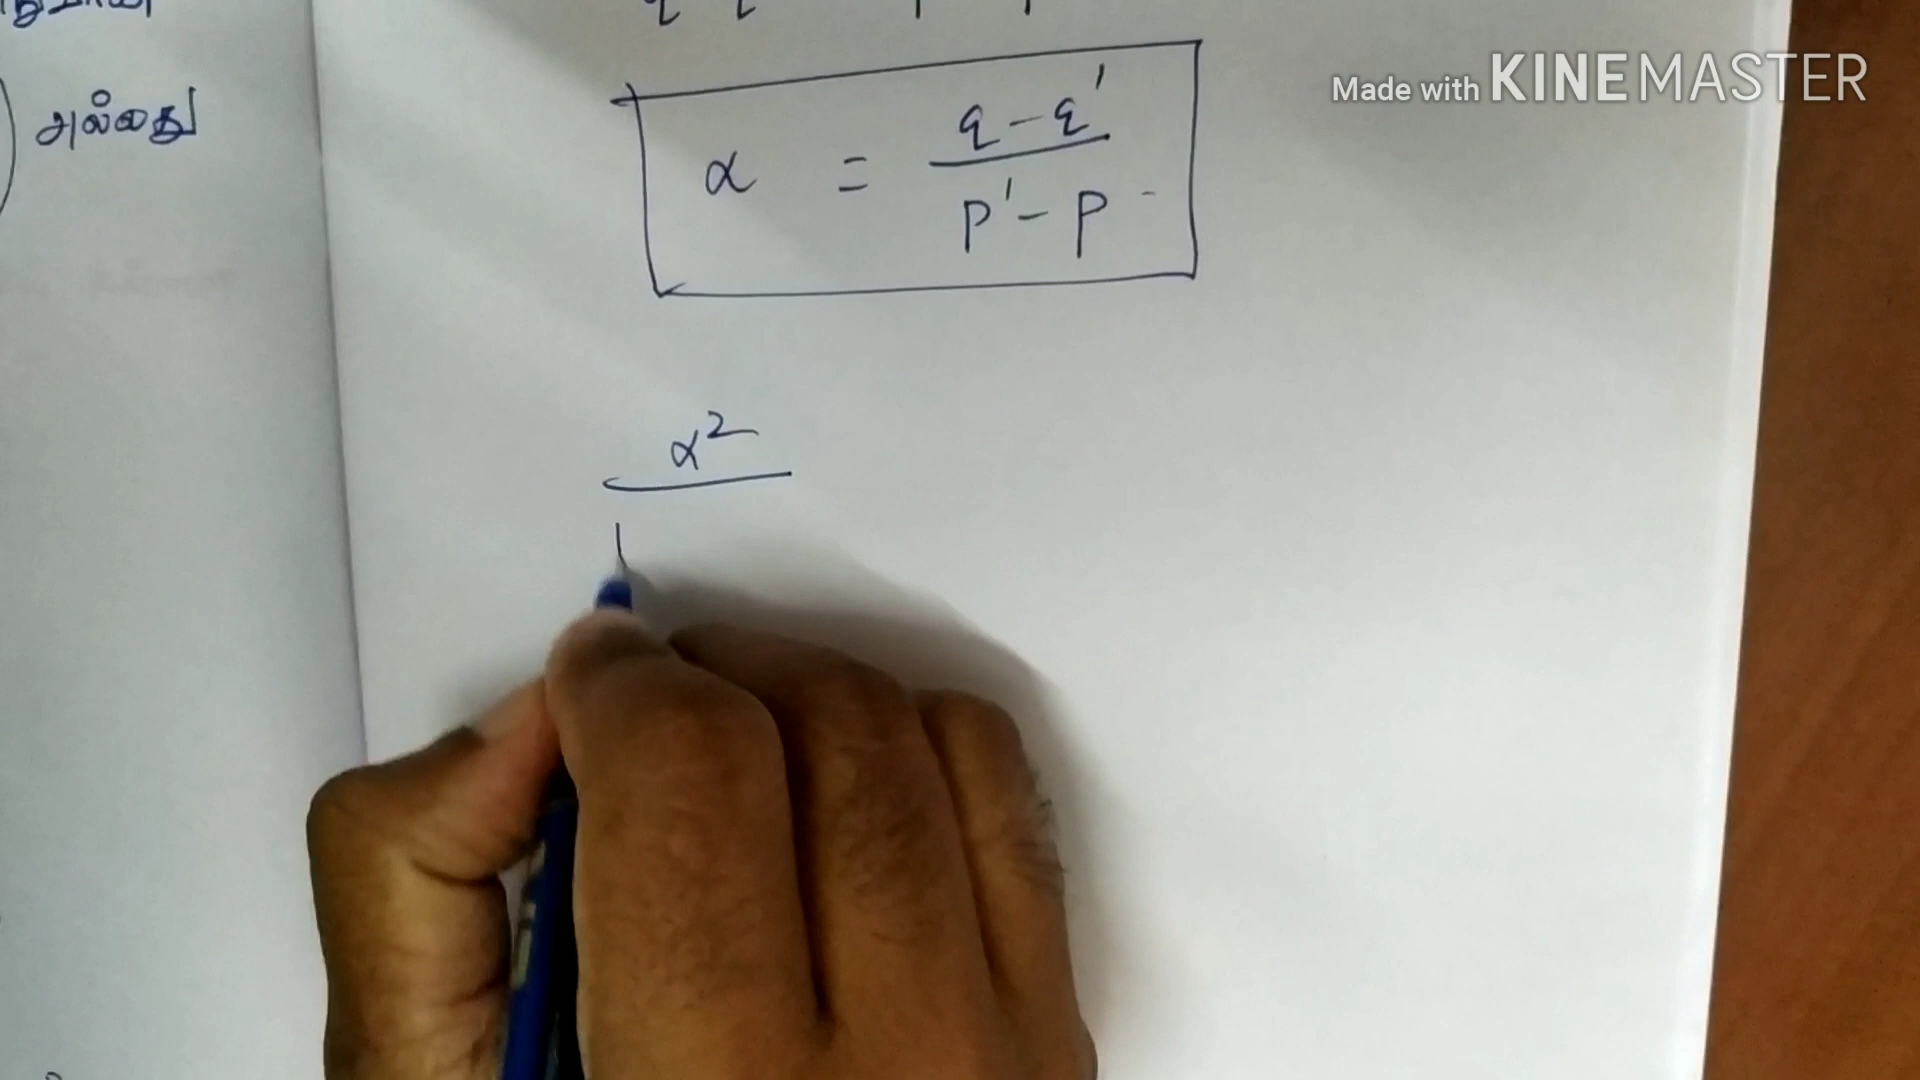 அல்லது
Made with KINEMASTER
α = q - q' / p' - p
α²